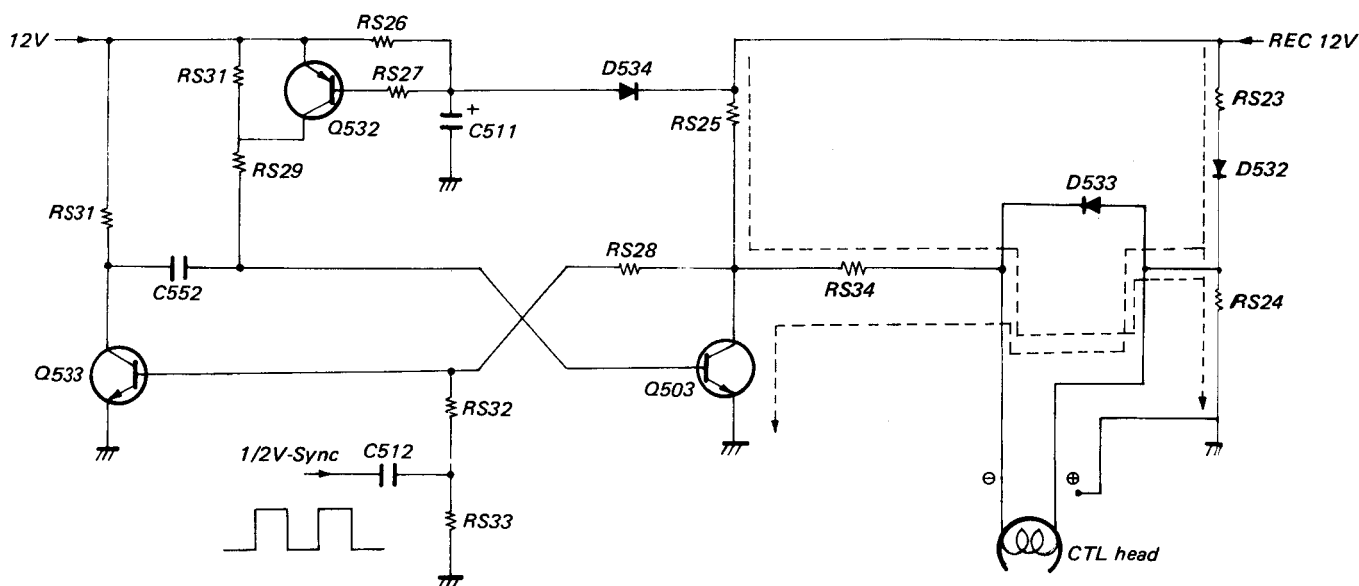 12V
RS26
REC 12V
RS31
RS27
D534
RS23
Q532
C511
+
RS25
D532
RS29
D533
RS31
RS28
C552
RS34
RS24
Q533
Q503
RS32
1/2V-Sync
C512
⊖
⊕
RS33
CTL head